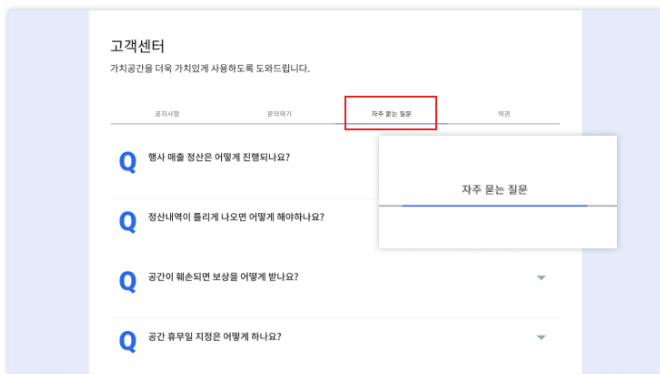 고객센터
가치공간을 더욱 가치있게 사용하도록 도와드립니다.
공지사항 문의하기 자주 묻는 질문 약관
Q 행사 매출 정산은 어떻게 진행되나요?
자주 묻는 질문
Q 정산내역이 틀리게 나오면 어떻게 해야하나요?
Q 공간이 훼손되면 보상을 어떻게 받나요?
Q 공간 휴무일 지정은 어떻게 하나요?